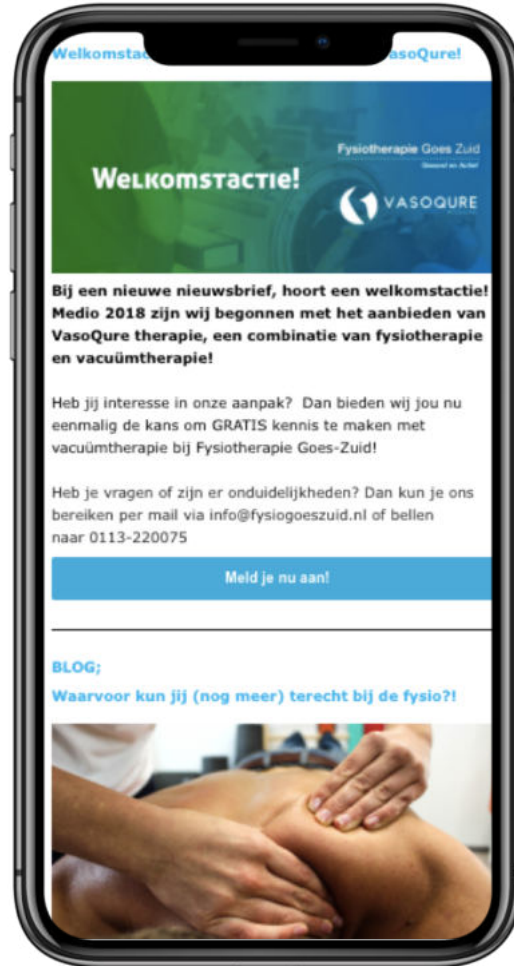 Welkomstac asoQure!
Fysiotherapie Goes Zuid
Gezond en Actief
Welkomstactie!
VASOQURE
Bij een nieuwe nieuwsbrief, hoort een welkomstactie!
Medio 2018 zijn wij begonnen met het aanbieden van
VasoQure therapie, een combinatie van fysiotherapie
en vacuümtherapie!
Heb jij interesse in onze aanpak? Dan bieden wij jou nu
eenmalig de kans om GRATIS kennis te maken met
vacuümtherapie bij Fysiotherapie Goes-Zuid!
Heb je vragen of zijn er onduidelijkheden? Dan kun je ons
bereiken per mail via info@fysiogoeszuid.nl of bellen
naar 0113-220075
Meld je nu aan!
BLOG;
Waarvoor kun jij (nog meer) terecht bij de fysio?!